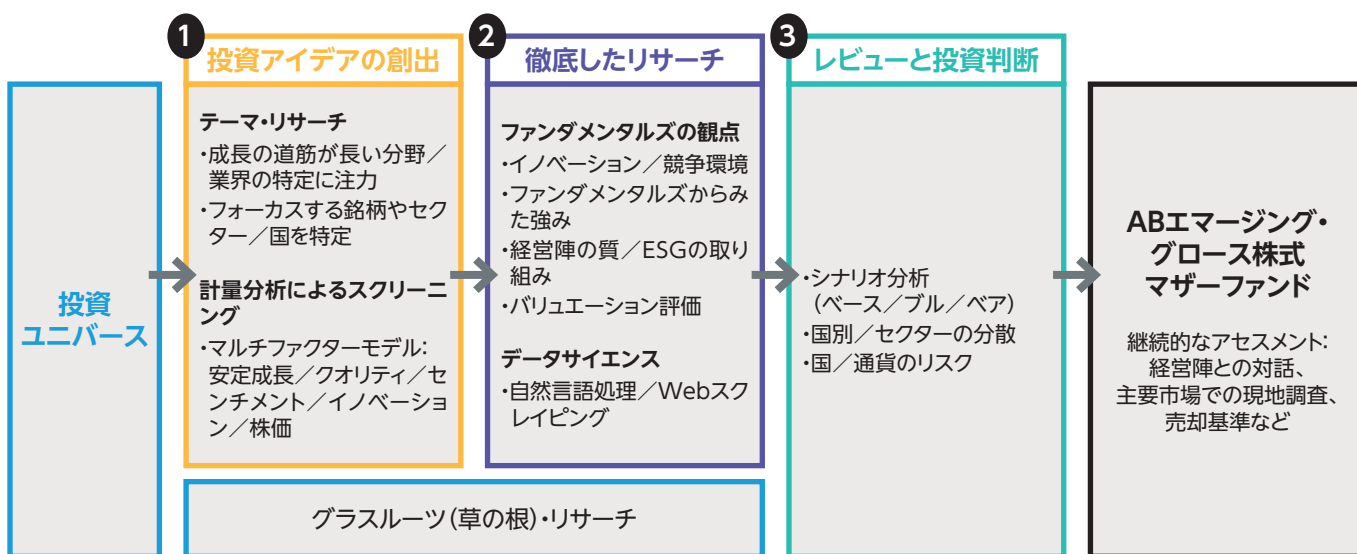 投資
ユニバース
1
投資アイデアの創出
テーマ・リサーチ
・成長の道筋が長い分野／
業界の特定に注力
・フォーカスする銘柄やセク
ター／国を特定
計量分析によるスクリーニ
ング
・マルチファクターモデル：
安定成長／クオリティ／セ
ンチメント／イノベーショ
ン／株価
2
徹底したリサーチ
ファンダメンタルズの観点
・イノベーション／競争環境
・ファンダメンタルズからみ
た強み
・経営陣の質／ESGの取り
組み
・バリュエーション評価
データサイエンス
・自然言語処理／Webスク
レイピング
グラスルーツ（草の根）・リサーチ
3
レビューと投資判断
・シナリオ分析
（ベース／ブル／ベア）
・国別／セクターの分散
・国／通貨のリスク
ABエマージング・
グロース株式
マザーファンド
継続的なアセスメント：
経営陣との対話、
主要市場での現地調査、
売却基準など